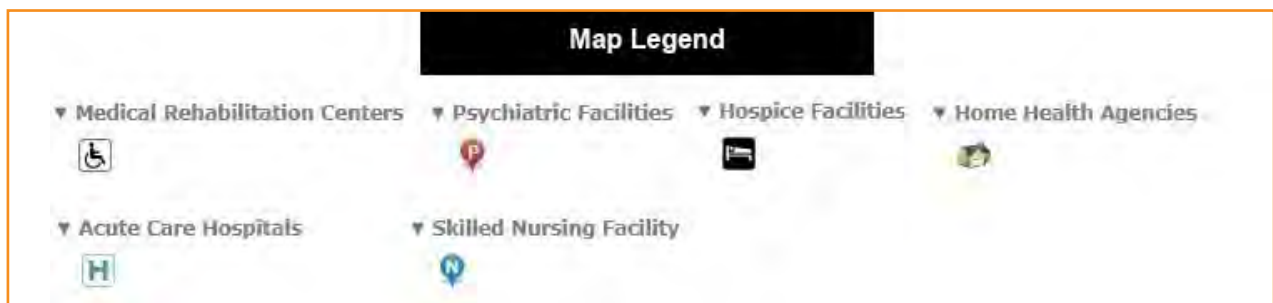 Map Legend
▼ Medical Rehabilitation Centers ▼ Psychiatric Facilities ▼ Hospice Facilities ▼ Home Health Agencies
P
▼ Acute Care Hospitals ▼ Skilled Nursing Facility
H N